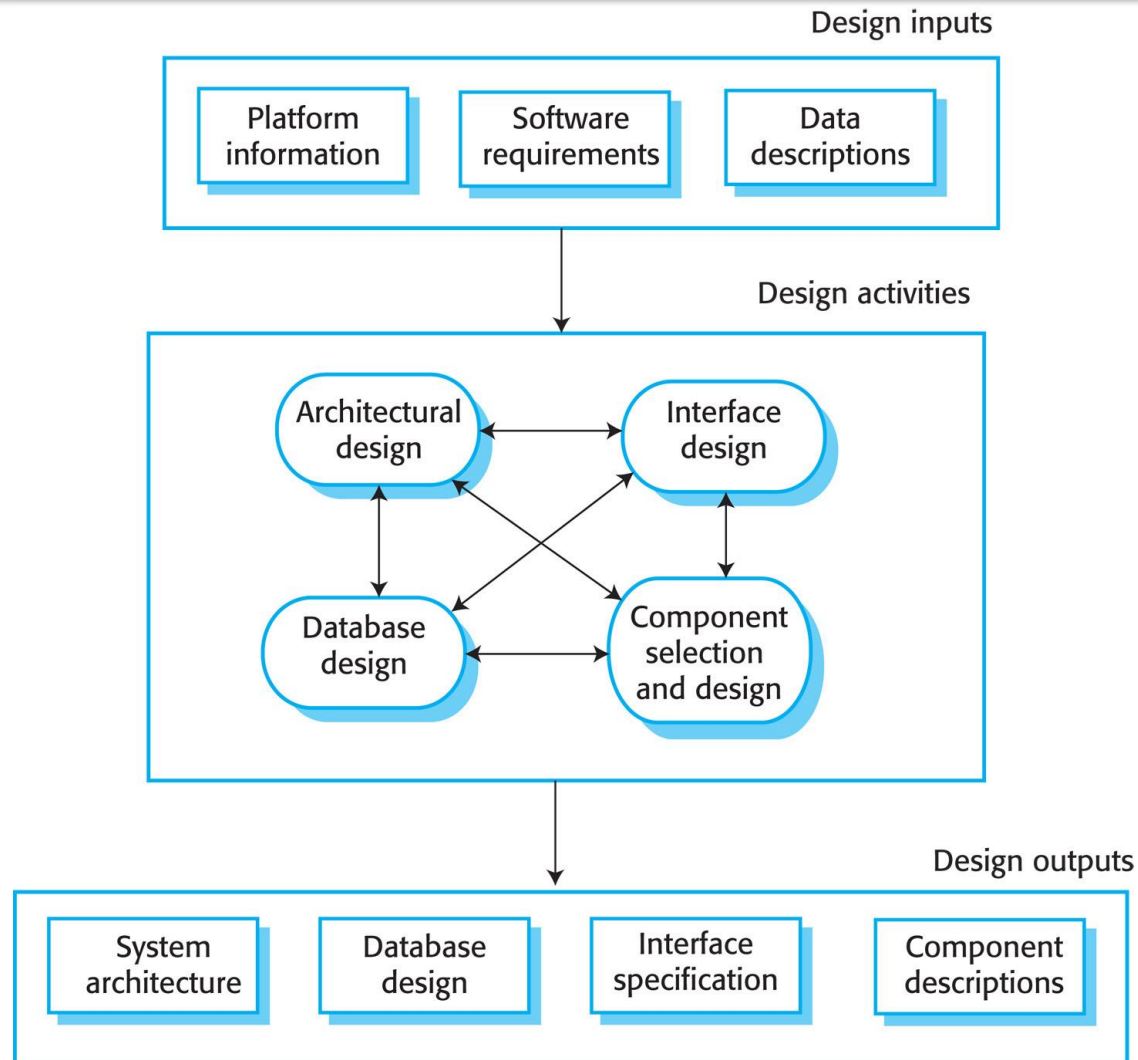 Design inputs
Platform
information
Software
requirements
Data
descriptions
Design activities
Architectural
design
Interface
design
Database
design
Component
selection
and design
Design outputs
System
architecture
Database
design
Interface
specification
Component
descriptions